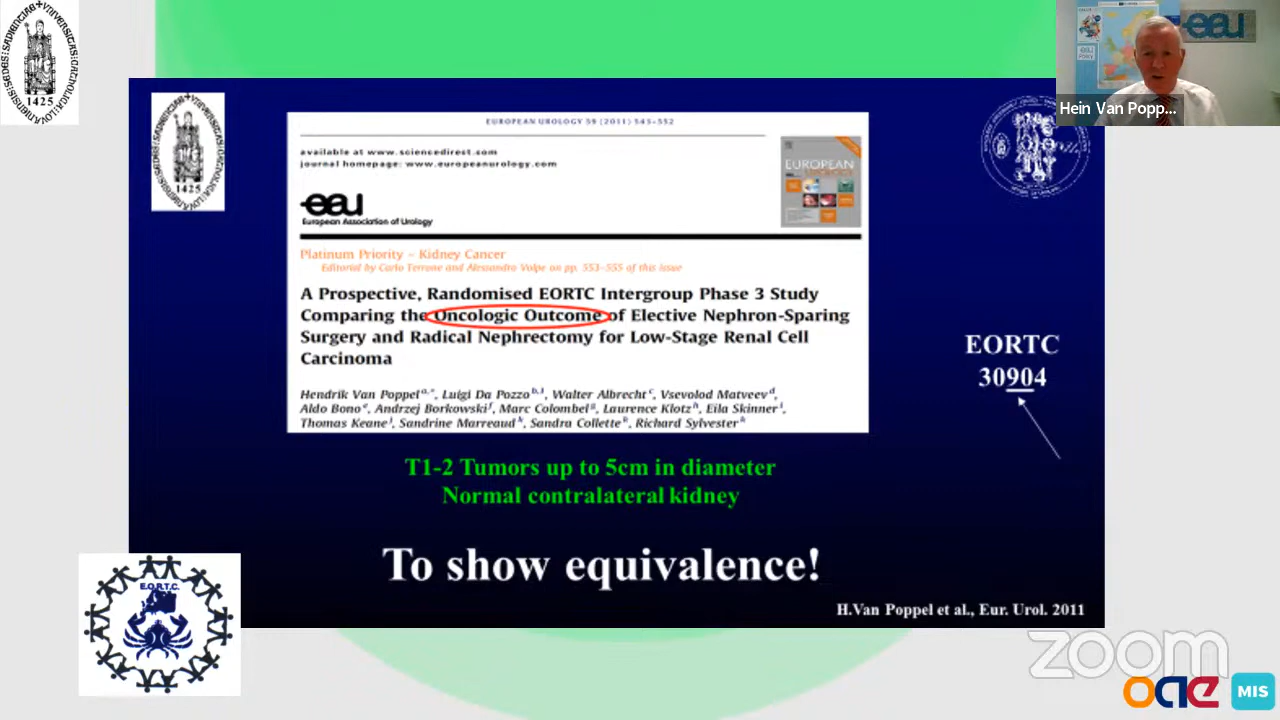 1425
eau
Hein Van Popp...
1425
EUROPEAN UROLOGY 59 (2011) 543–552
available at www.sciencedirect.com
journal homepage: www.europeanurology.com
EUROPEAN
UROLOGY
eau
European Association of Urology
Platinum Priority – Kidney Cancer
Editorial by Carlo Terrone and Alessandro Volpe on pp. 553–555 of this issue
A Prospective, Randomised EORTC Intergroup Phase 3 Study
Comparing the Oncologic Outcome of Elective Nephron-Sparing
Surgery and Radical Nephrectomy for Low-Stage Renal Cell
Carcinoma
Hendrik Van Poppel a,*, Luigi Da Pozzo b,1, Walter Albrecht c, Vsevolod Matveev d,
Aldo Bono e, Andrzej Borkowski f, Marc Colombel g, Laurence Klotz h, Eila Skinner i,
Thomas Keane j, Sandrine Marreaud k, Sandra Collette k, Richard Sylvester k
EORTC
30904
T1-2 Tumors up to 5cm in diameter
Normal contralateral kidney
To show equivalence!
H.Van Poppel et al., Eur. Urol. 2011
E.O.R.T.C.
zoom
oae
MIS